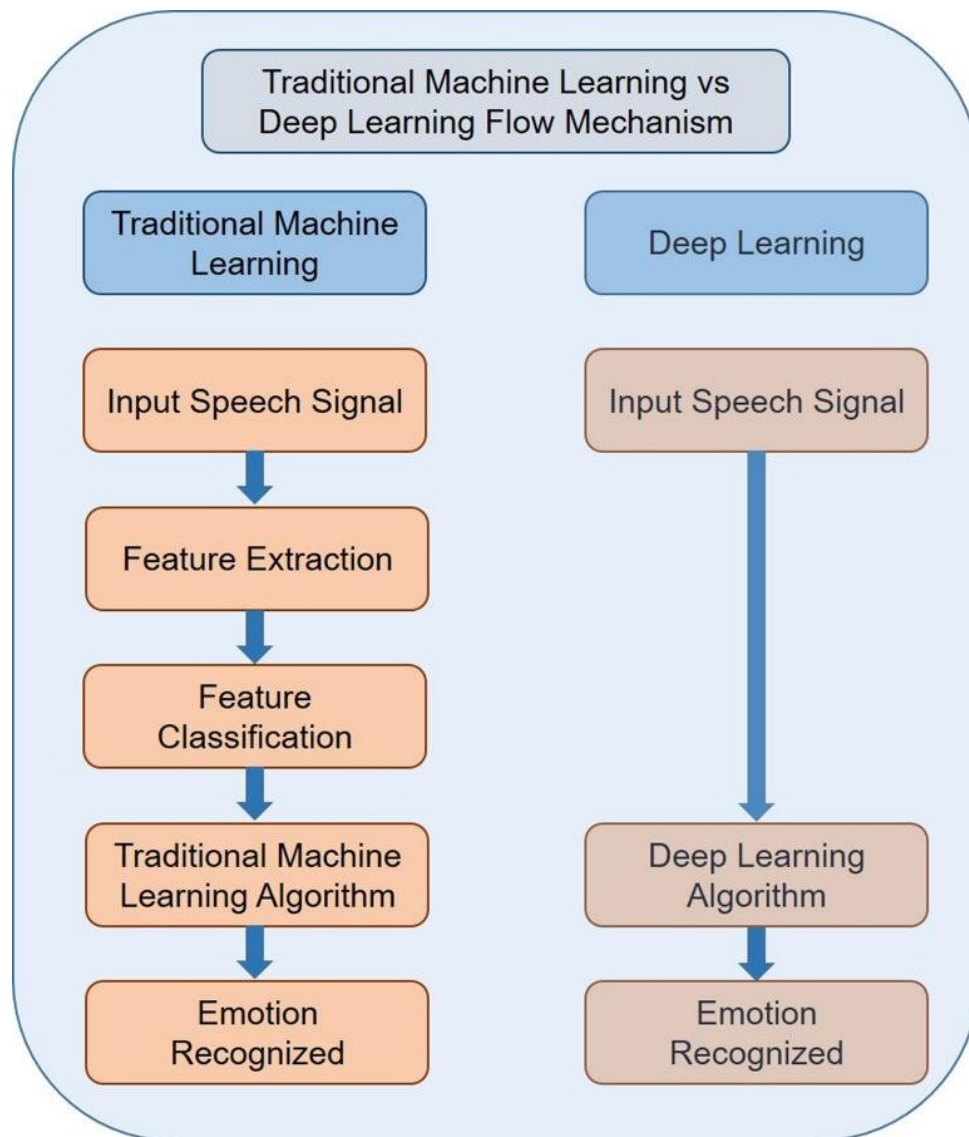 Traditional Machine Learning vs
Deep Learning Flow Mechanism
Traditional Machine
Learning
Input Speech Signal
Feature Extraction
Feature
Classification
Traditional Machine
Learning Algorithm
Emotion
Recognized
Deep Learning
Input Speech Signal
Deep Learning
Algorithm
Emotion
Recognized